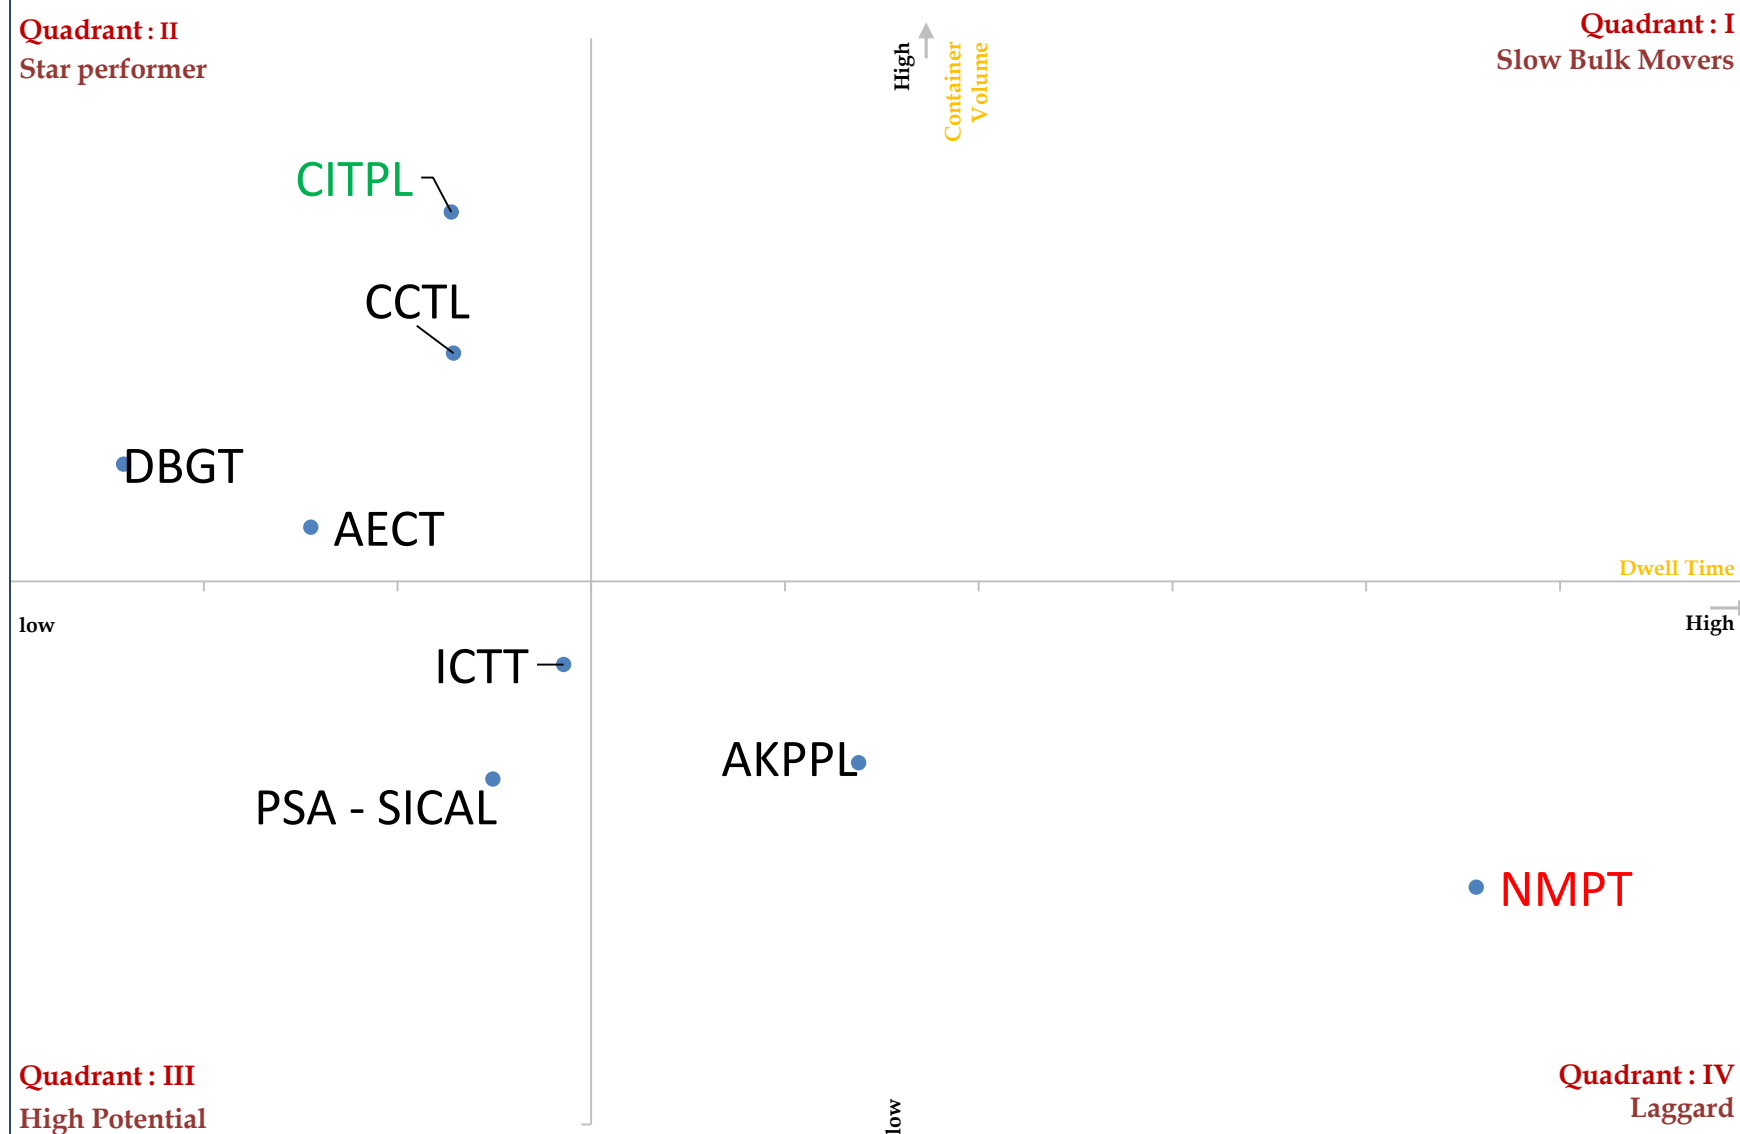 Quadrant : II
Star performer
Quadrant : I
Slow Bulk Movers
High
Container
Volume
CITPL
CCTL
DBGT
AECT
Dwell Time
low
High
ICTT
AKPPL
PSA - SICAL
NMPT
Quadrant : III
High Potential
low
Quadrant : IV
Laggard